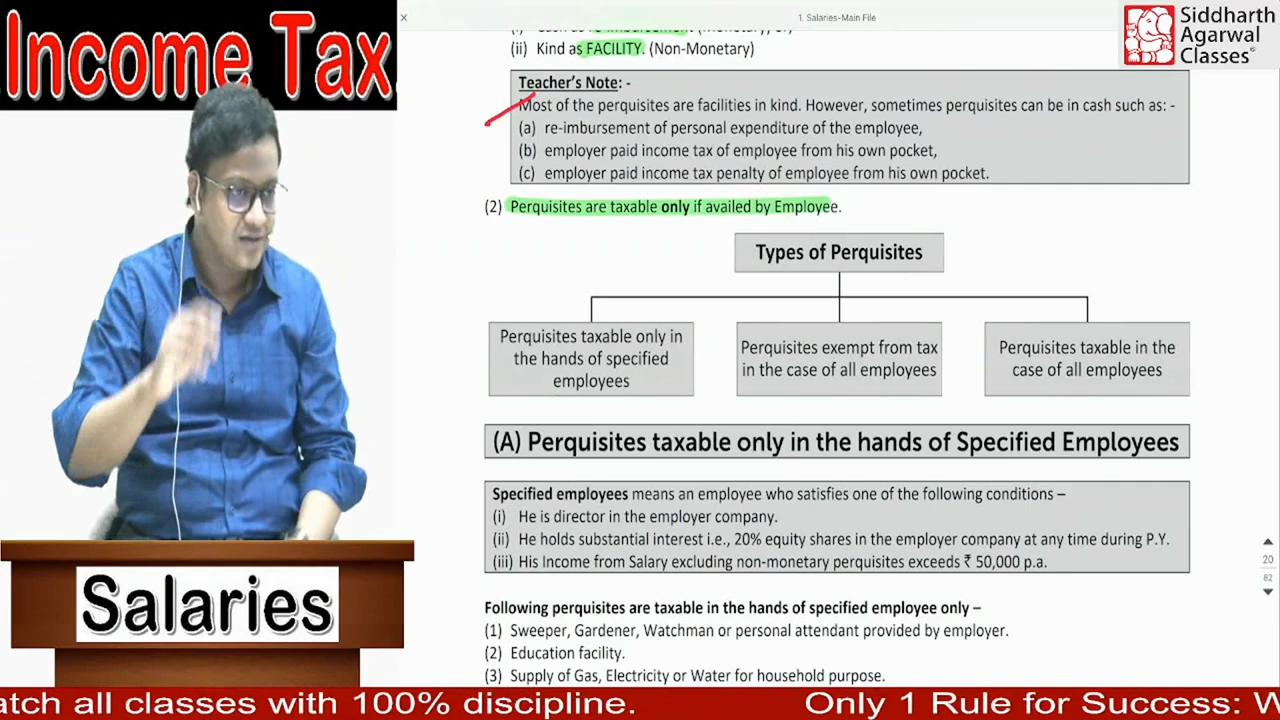 Income Tax
1. Salaries-Main File
Siddharth
Agarwal
Classes®
(ii) Kind as FACILITY. (Non-Monetary)
Teacher's Note: -
Most of the perquisites are facilities in kind. However, sometimes perquisites can be in cash such as: -
(a) re-imbursement of personal expenditure of the employee,
(b) employer paid income tax of employee from his own pocket,
(c) employer paid income tax penalty of employee from his own pocket.
(2) Perquisites are taxable only if availed by Employee.
Types of Perquisites
Perquisites taxable only in
the hands of specified
employees
Perquisites exempt from tax
in the case of all employees
Perquisites taxable in the
case of all employees
(A) Perquisites taxable only in the hands of Specified Employees
Specified employees means an employee who satisfies one of the following conditions –
(i) He is director in the employer company.
(ii) He holds substantial interest i.e., 20% equity shares in the employer company at any time during P.Y.
(iii) His Income from Salary excluding non-monetary perquisites exceeds ₹ 50,000 p.a.
20
82
Following perquisites are taxable in the hands of specified employee only –
(1) Sweeper, Gardener, Watchman or personal attendant provided by employer.
(2) Education facility.
(3) Supply of Gas, Electricity or Water for household purpose.
Salaries
atch all classes with 100% discipline. Only 1 Rule for Success: W